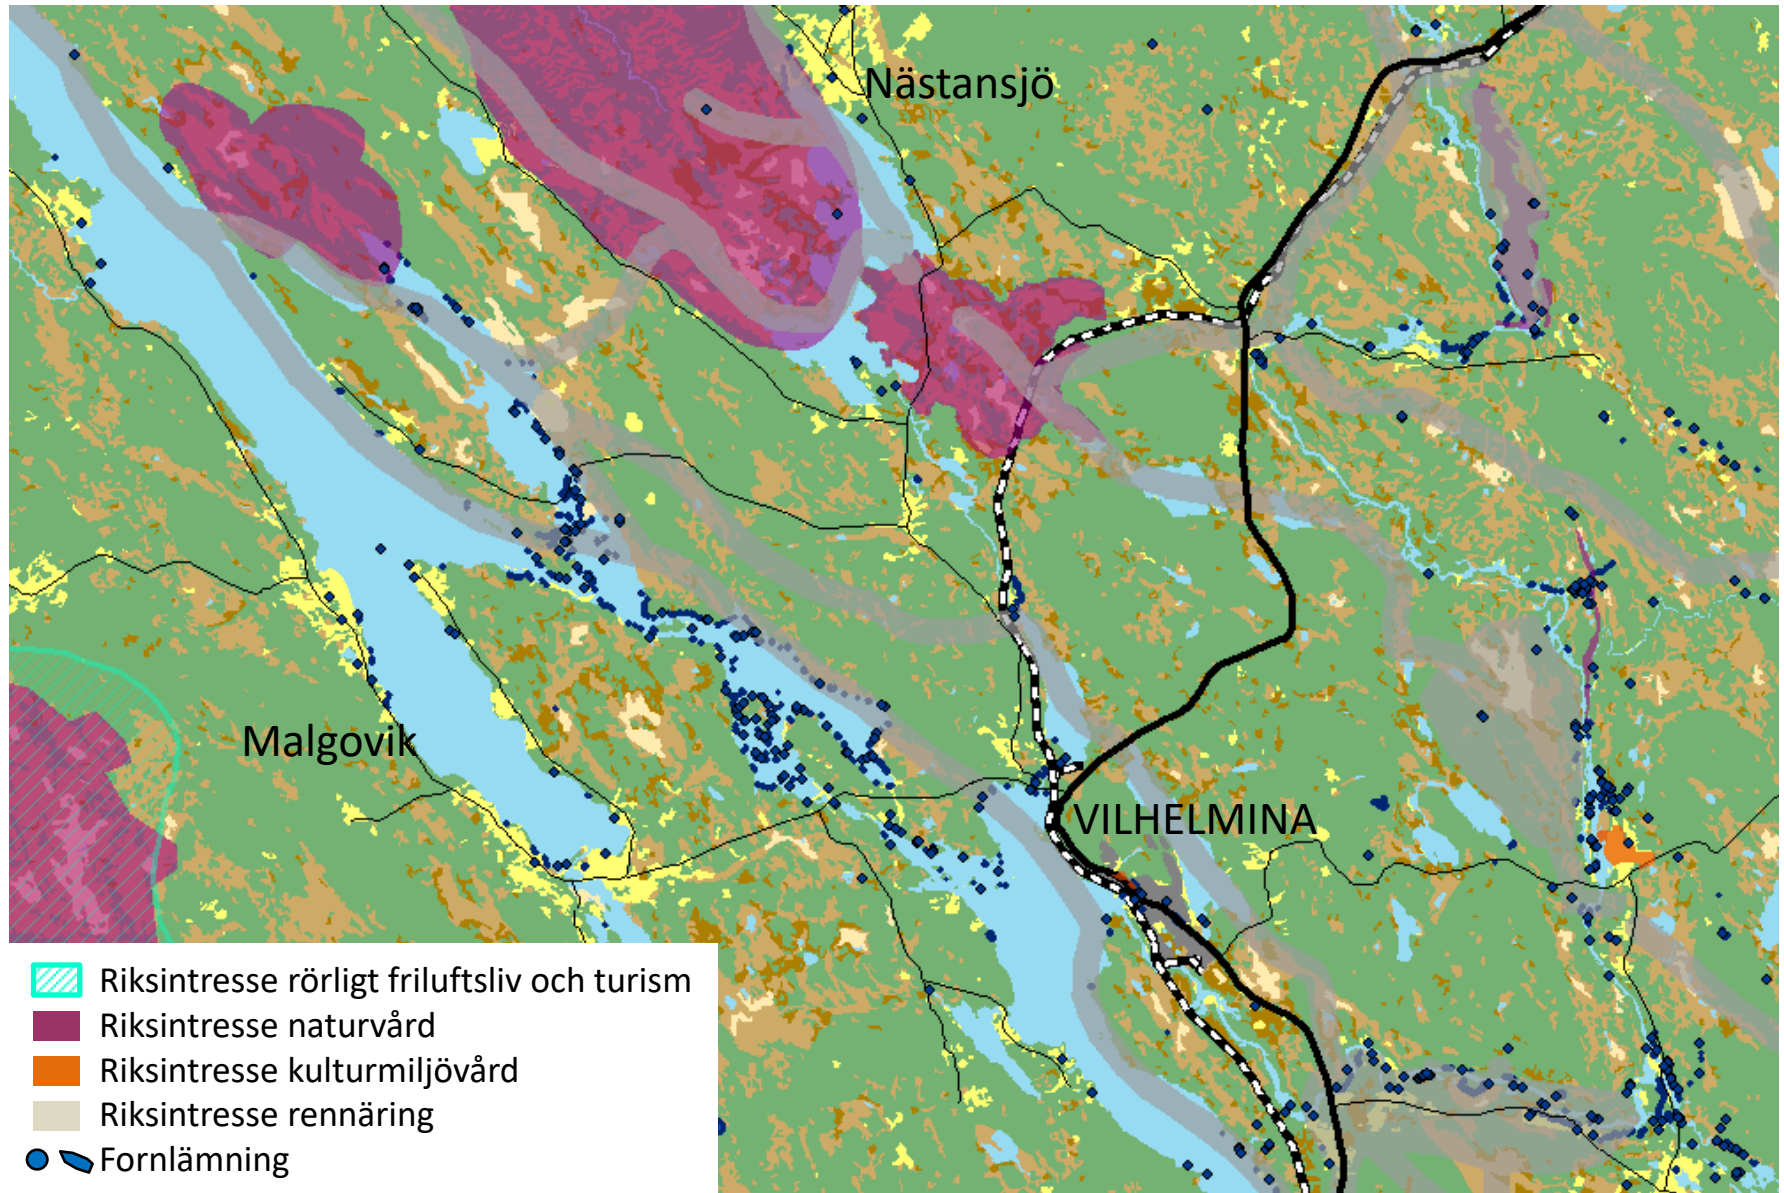 Nästansjö
Malgovik
VILHELMINA
Riksintresse rörligt friluftsliv och turism
Riksintresse naturvård
Riksintresse kulturmiljövård
Riksintresse rennäring
Fornlämning